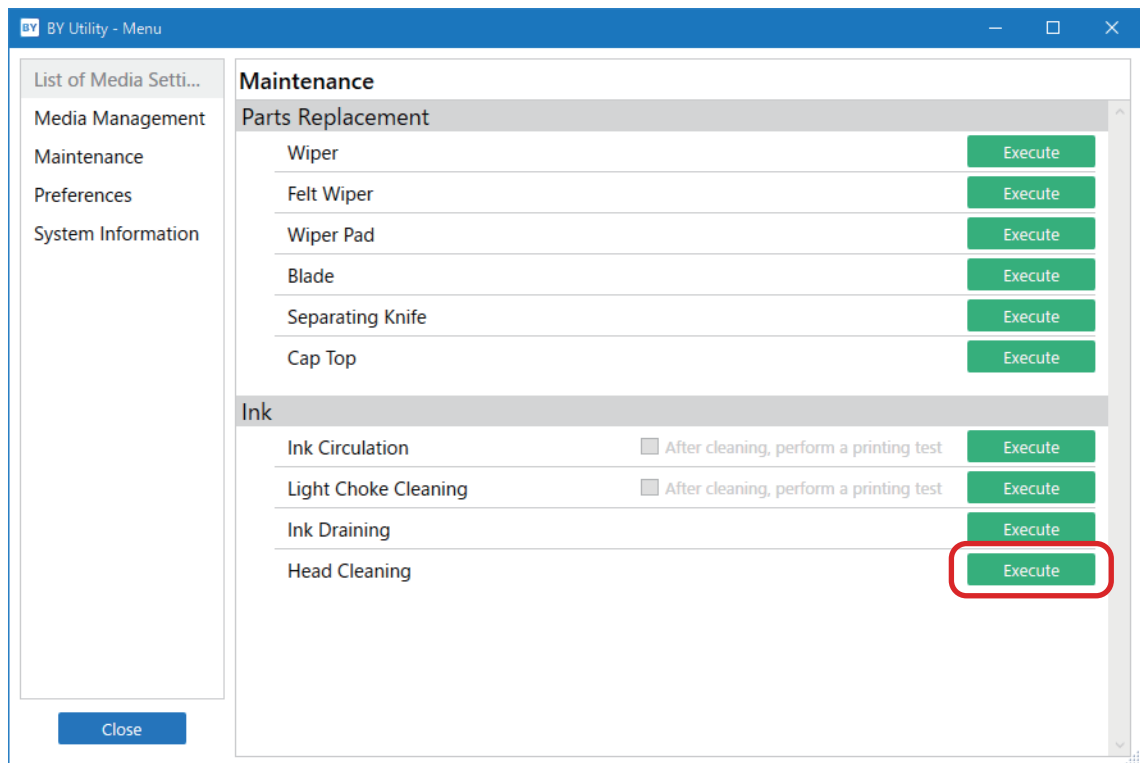 BY BY Utility - Menu
List of Media Setti...
Media Management
Maintenance
Preferences
System Information
Close
Maintenance
Parts Replacement
Wiper Execute
Felt Wiper Execute
Wiper Pad Execute
Blade Execute
Separating Knife Execute
Cap Top Execute
Ink
Ink Circulation After cleaning, perform a printing test Execute
Light Choke Cleaning After cleaning, perform a printing test Execute
Ink Draining Execute
Head Cleaning Execute